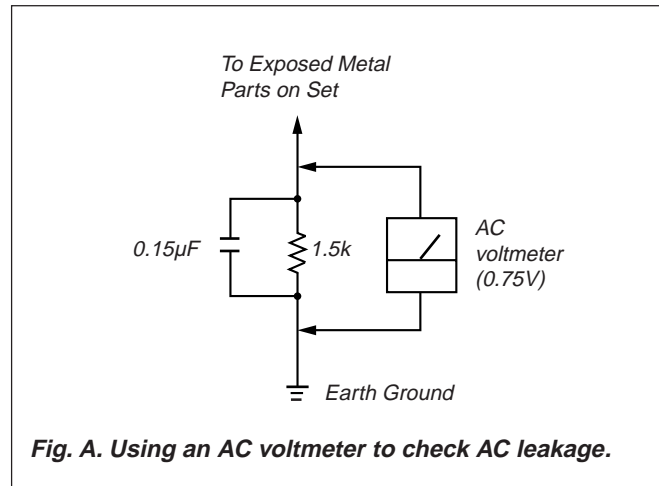 To Exposed Metal
Parts on Set
0.15µF
1.5k
AC
voltmeter
(0.75V)
Earth Ground
Fig. A. Using an AC voltmeter to check AC leakage.